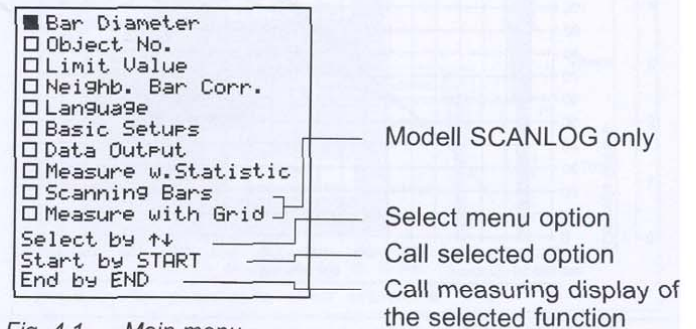 Bar Diameter
Object No.
Limit Value
Neighb. Bar Corr.
Language
Basic Setups
Data Output
Measure w.Statistic
Scanning Bars
Measure with Grid
Select by ↑↓
Start by START
End by END
Modell SCANLOG only
Select menu option
Call selected option
Call measuring display of
the selected function
Fig. 4.1 Main menu